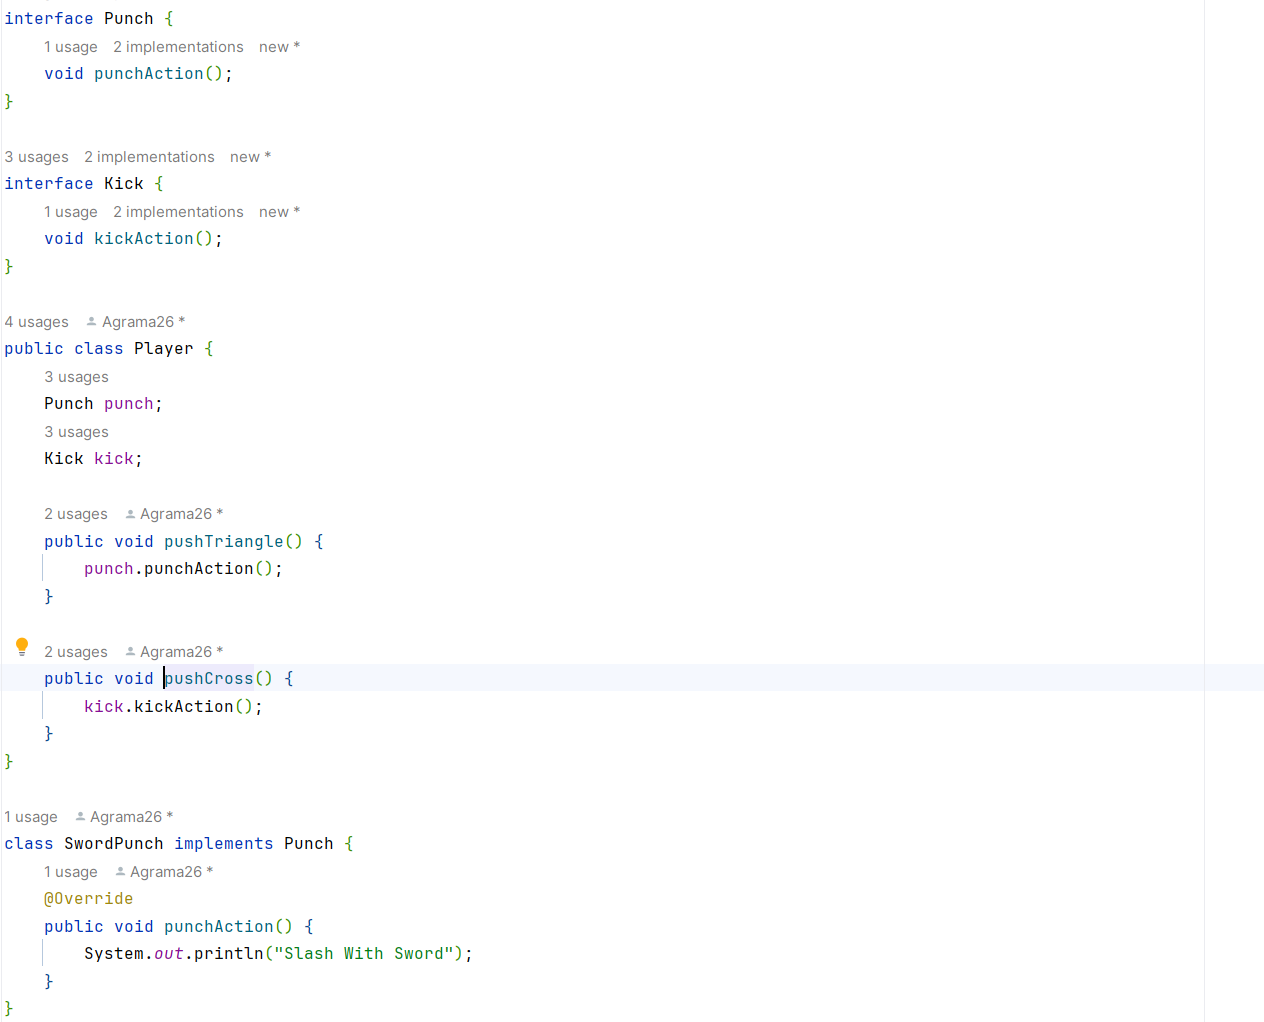 interface Punch {
1 usage 2 implementations new *
void punchAction();
}
3 usages 2 implementations new *
interface Kick {
1 usage 2 implementations new *
void kickAction();
}
4 usages Agrama26 *
public class Player {
3 usages
Punch punch;
3 usages
Kick kick;
2 usages Agrama26 *
public void pushTriangle() {
punch.punchAction();
}
2 usages Agrama26 *
public void pushCross() {
kick.kickAction();
}
}
1 usage Agrama26 *
class SwordPunch implements Punch {
1 usage Agrama26 *
@Override
public void punchAction() {
System.out.println("Slash With Sword");
}
}